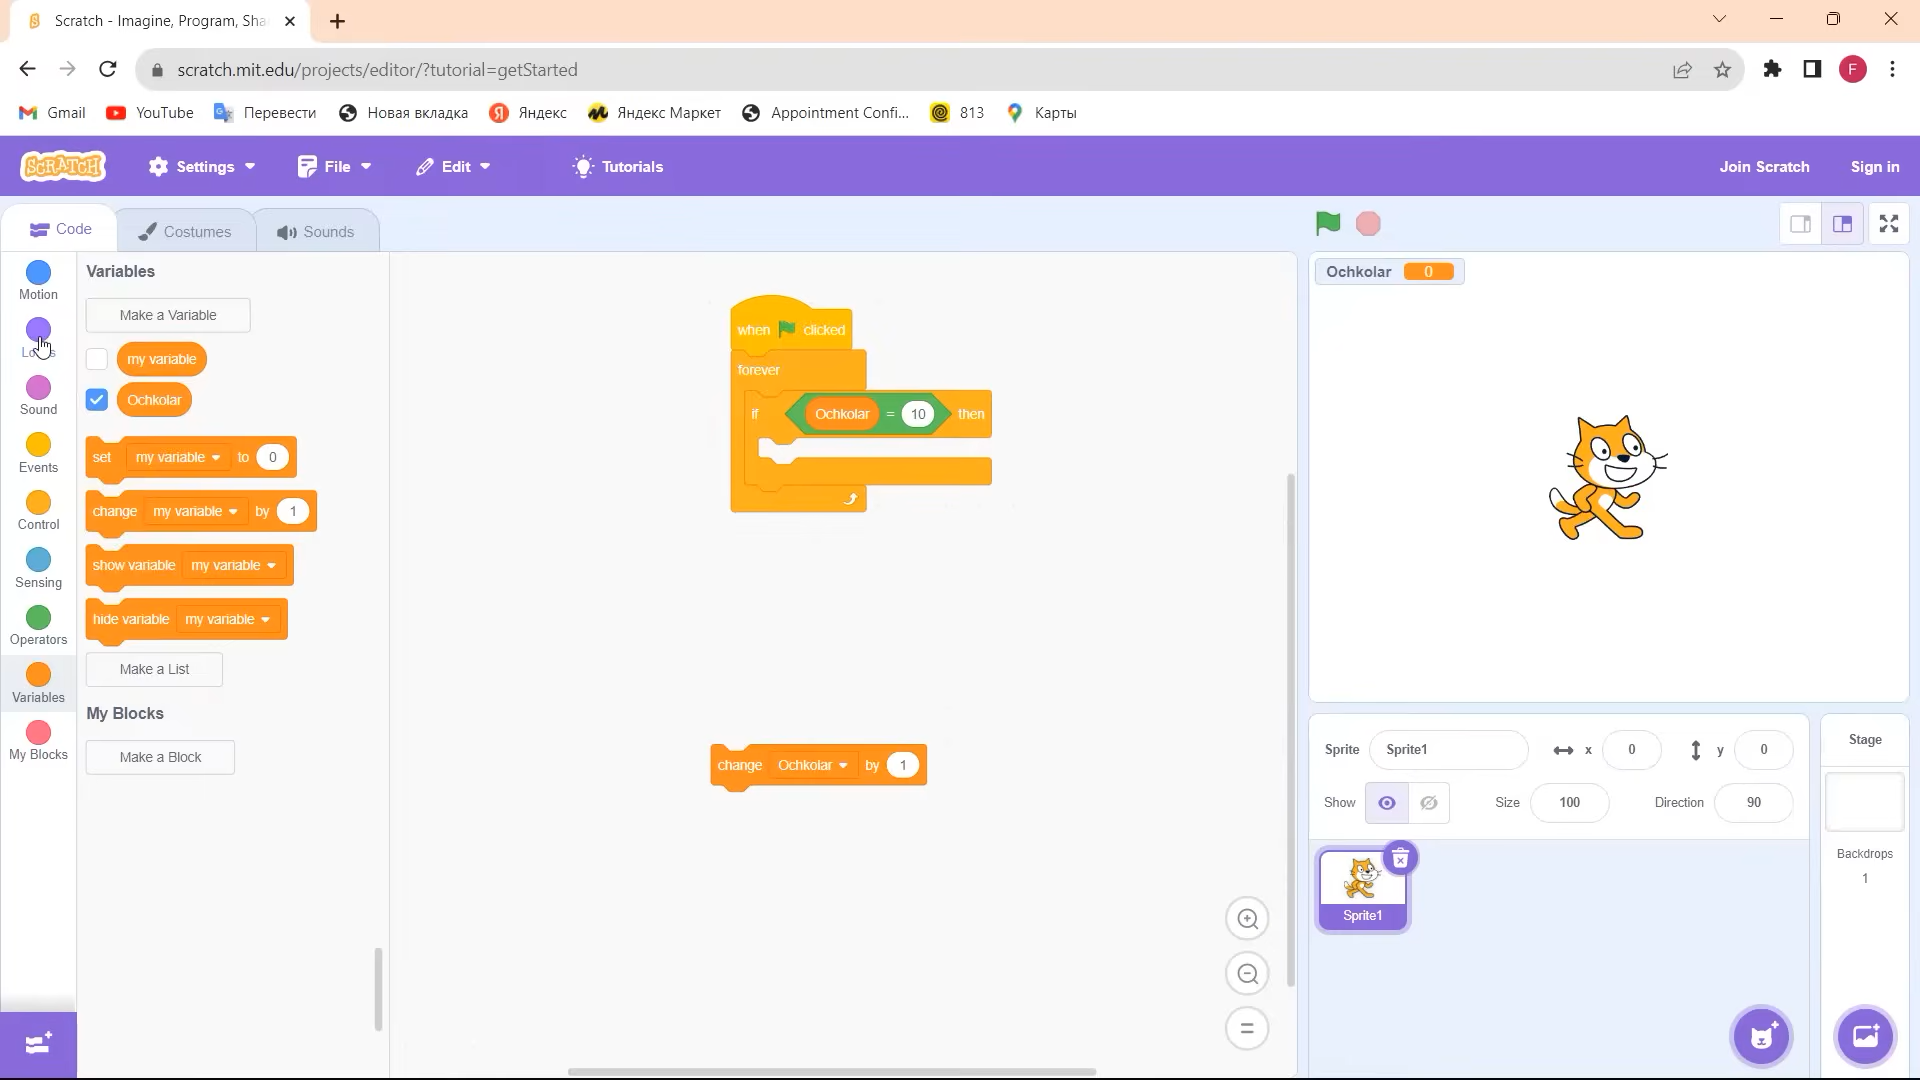 Scratch - Imagine, Program, Sha
scratch.mit.edu/projects/editor/?tutorial=getStarted
F
Gmail YouTube Перевести Новая вкладка Яндекс Яндекс Маркет Appointment Confi... 813 Карты
SCRATCH Settings File Edit Tutorials Join Scratch Sign in
Code Costumes Sounds
Motion
Sound
Events
Control
Sensing
Operators
Variables
My Blocks
Variables
Make a Variable
my variable
Ochkolar
set my variable to 0
change my variable by 1
show variable my variable
hide variable my variable
Make a List
My Blocks
Make a Block
when clicked
forever
if Ochkolar = 10 then
change Ochkolar by 1
Ochkolar 0
Sprite Sprite1 x 0 y 0
Show Size 100 Direction 90
Sprite1
Stage
Backdrops
1